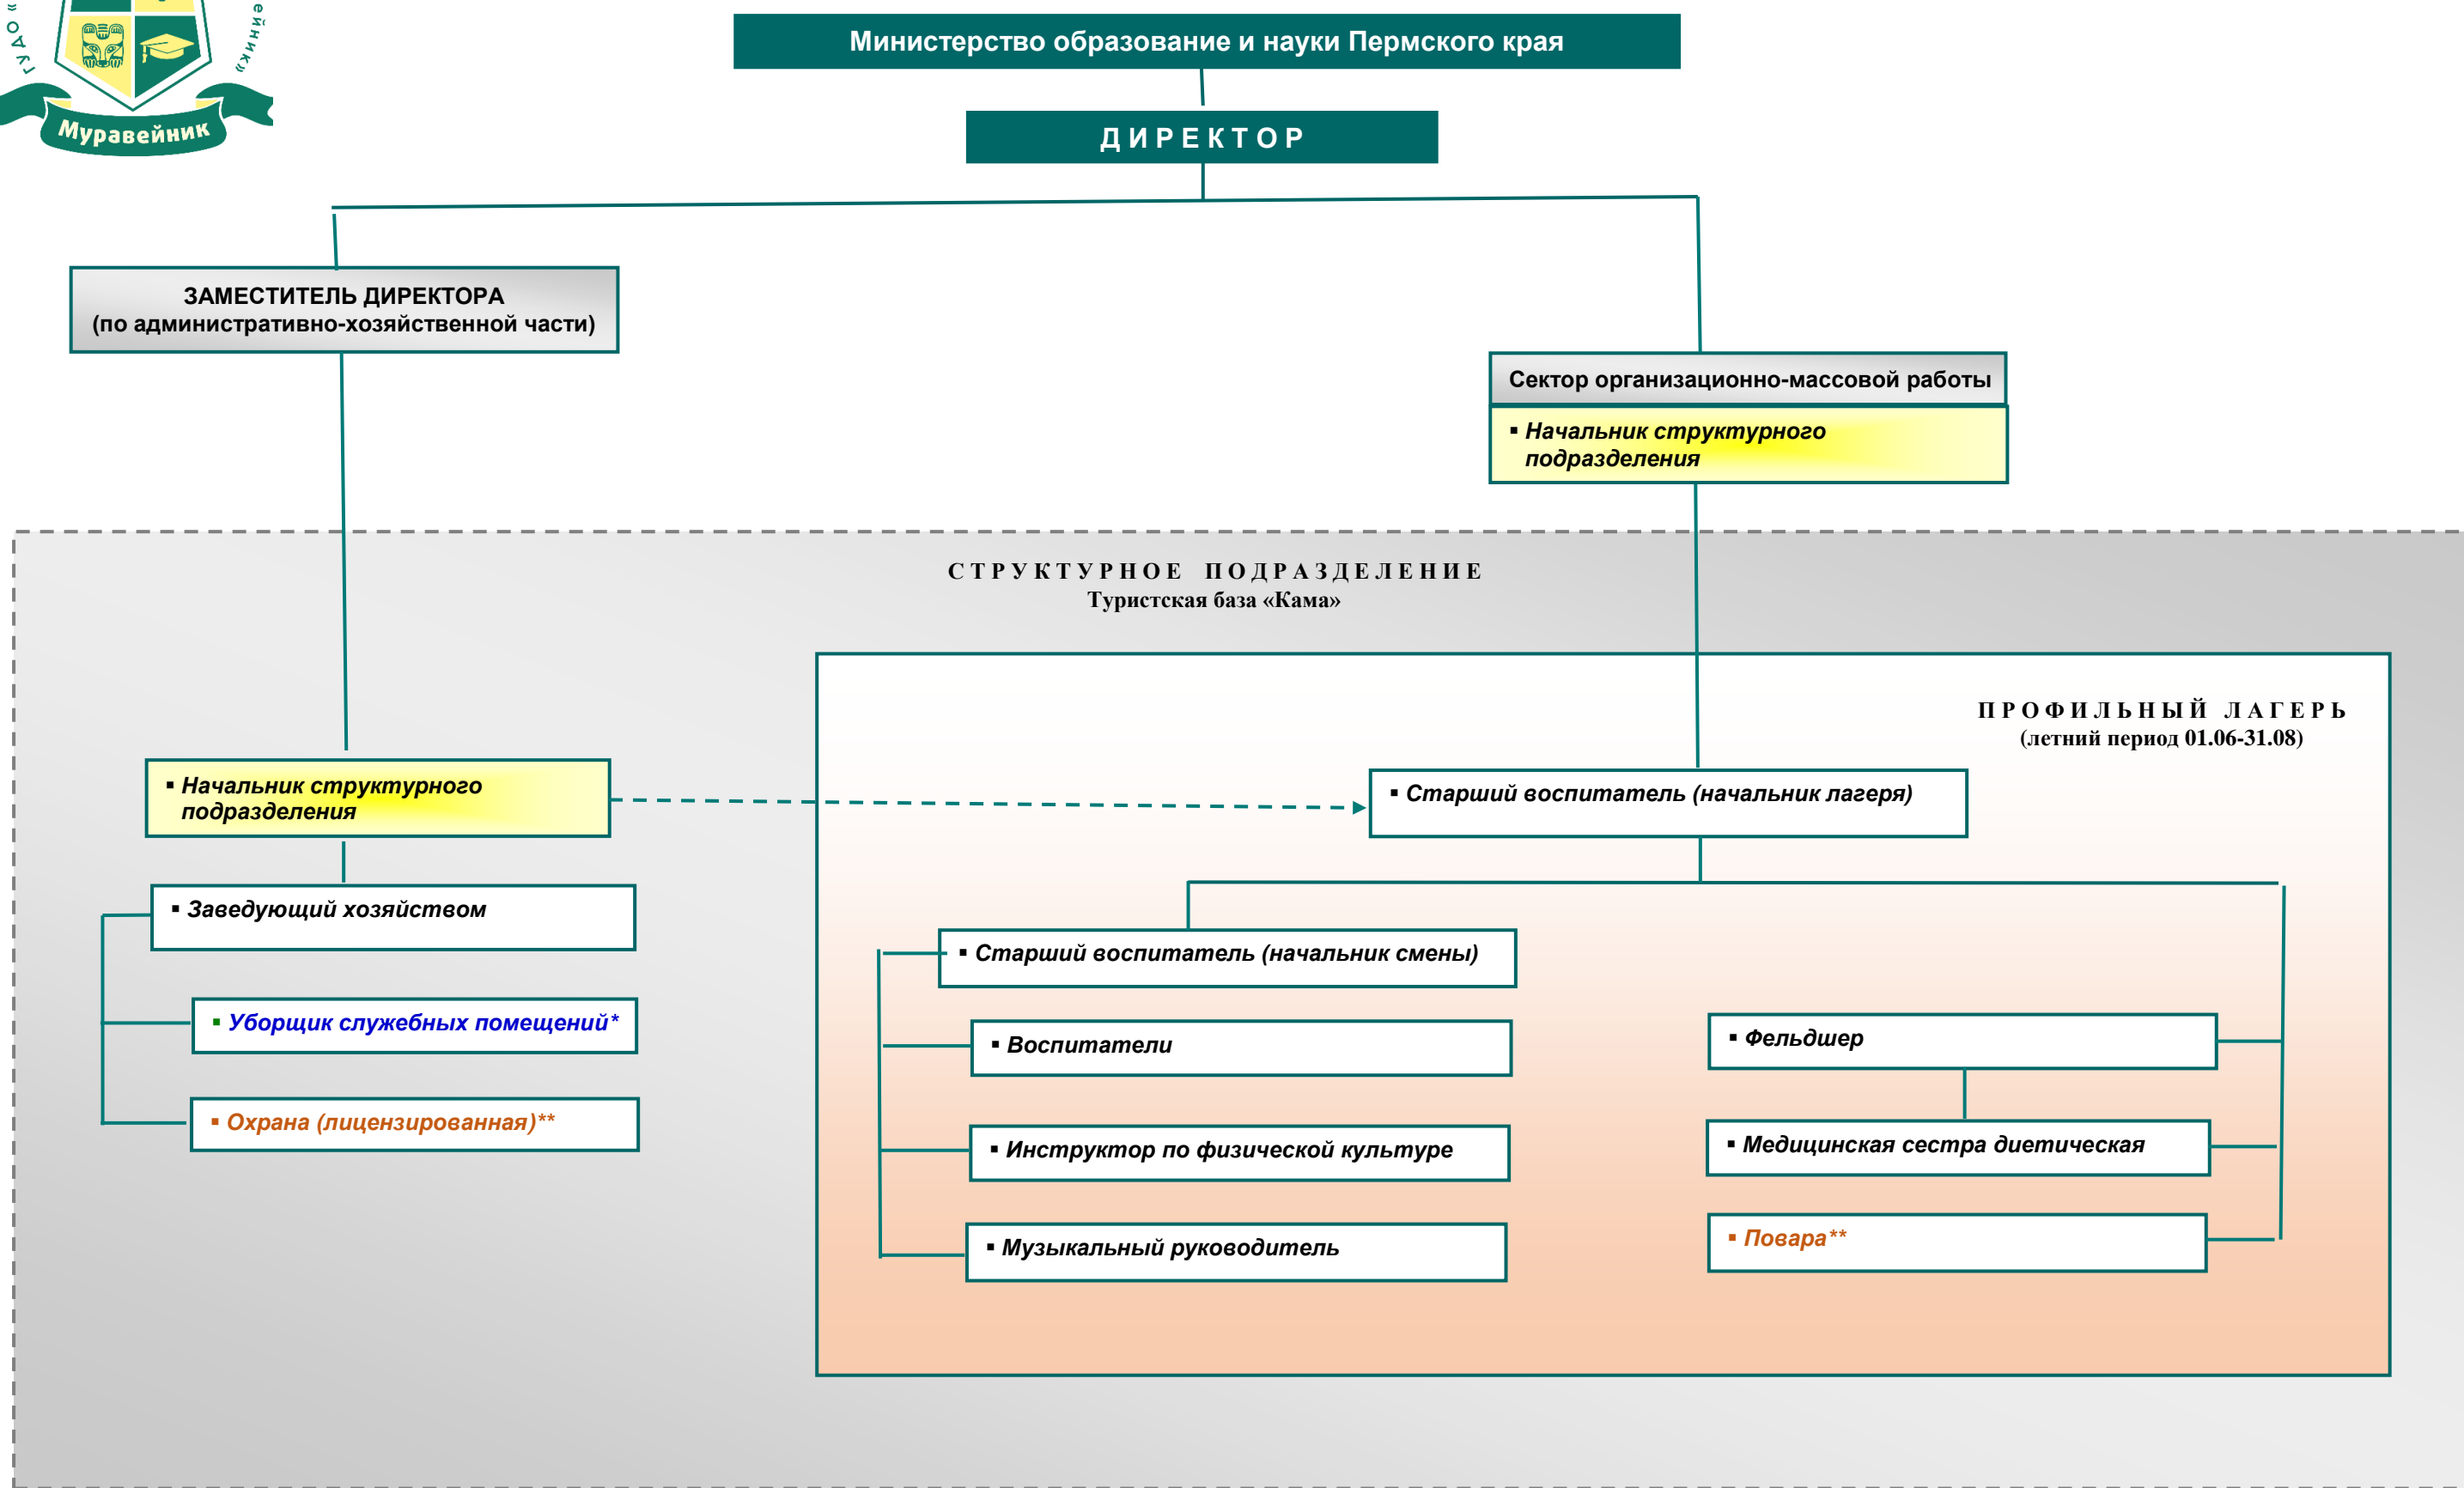 Муравейник
Министерство образование и науки Пермского края
ДИРЕКТОР
ЗАМЕСТИТЕЛЬ ДИРЕКТОРА
(по административно-хозяйственной части)
Сектор организационно-массовой работы
▪ Начальник структурного
подразделения
СТРУКТУРНОЕ ПОДРАЗДЕЛЕНИЕ
Туристская база «Кама»
ПРОФИЛЬНЫЙ ЛАГЕРЬ
(летний период 01.06-31.08)
▪ Начальник структурного
подразделения
▪ Старший воспитатель (начальник лагеря)
▪ Заведующий хозяйством
▪ Уборщик служебных помещений*
▪ Охрана (лицензированная)**
▪ Старший воспитатель (начальник смены)
▪ Воспитатели
▪ Инструктор по физической культуре
▪ Музыкальный руководитель
▪ Фельдшер
▪ Медицинская сестра диетическая
▪ Повара**